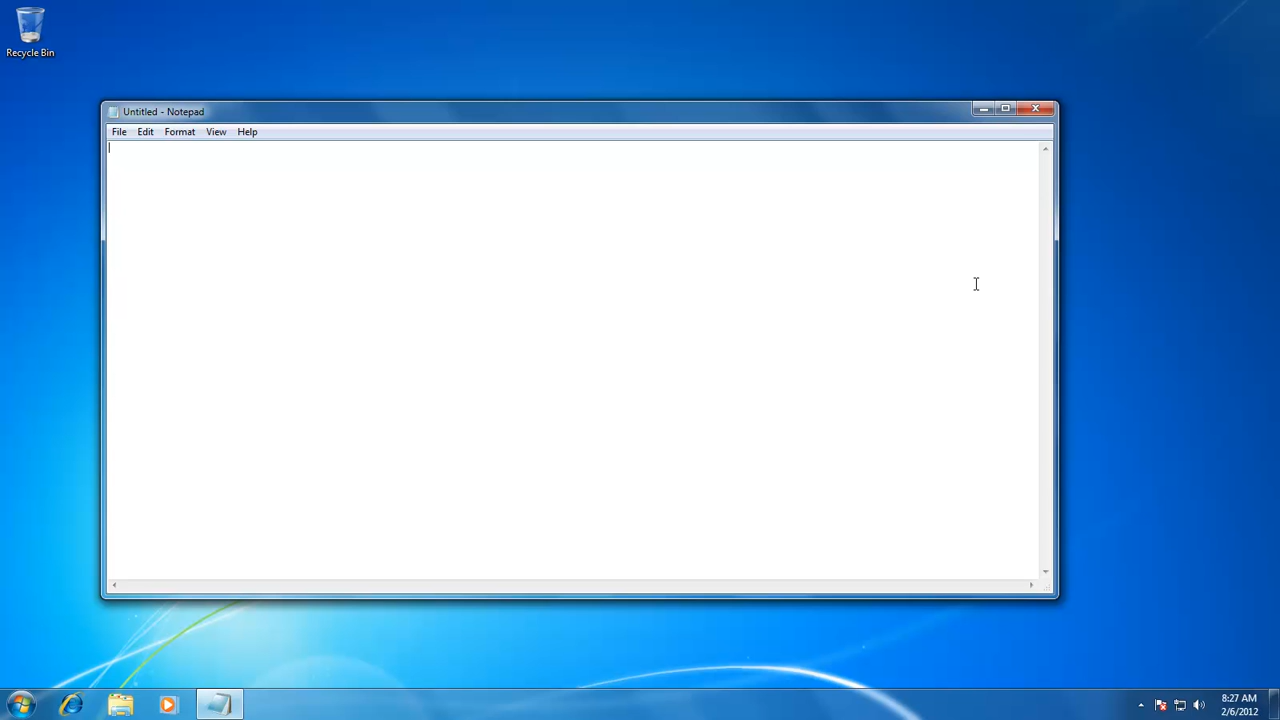 Recycle Bin
Untitled - Notepad
File Edit Format View Help
8:27 AM
2/6/2012